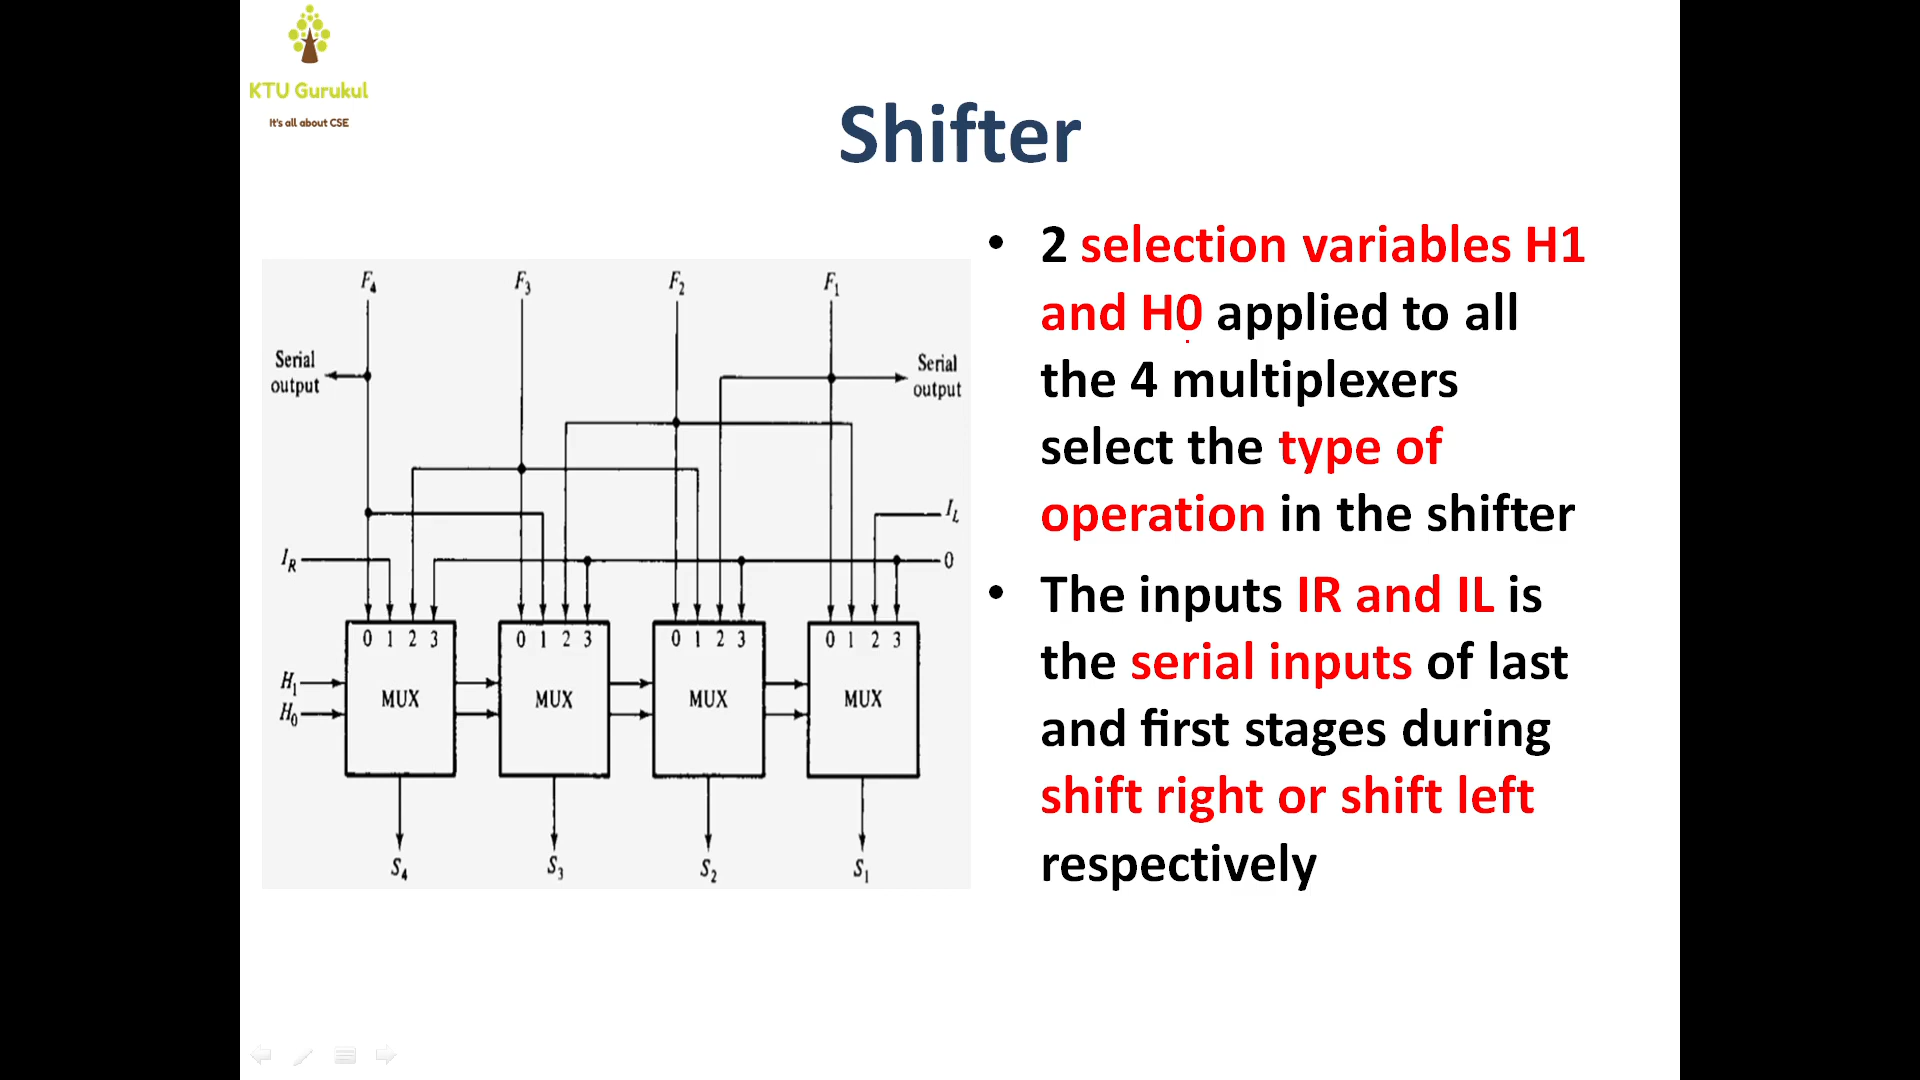 KTU Gurukul
It's all about CSE
Shifter
F4 F3 F2 F1
Serial
output
Serial
output
IL
IR
0
0 1 2 3 0 1 2 3 0 1 2 3 0 1 2 3
H1
H0
MUX MUX MUX MUX
S4 S3 S2 S1
• 2 selection variables H1
and H0 applied to all
the 4 multiplexers
select the type of
operation in the shifter
• The inputs IR and IL is
the serial inputs of last
and first stages during
shift right or shift left
respectively